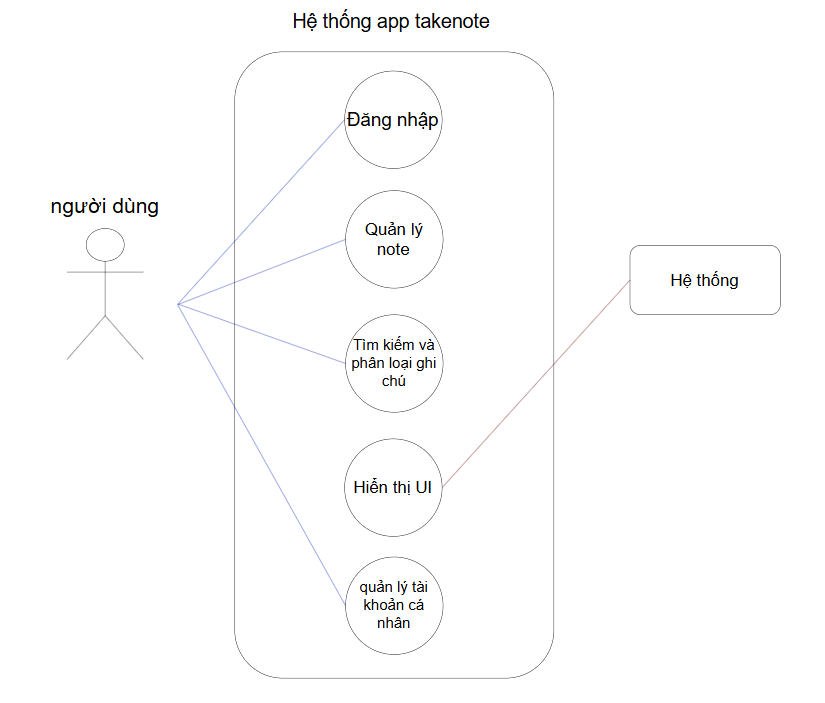 Hệ thống app takenote
Đăng nhập
người dùng
Quản lý
note
Hệ thống
Tìm kiếm và
phân loại ghi
chú
Hiển thị UI
quản lý tài
khoản cá
nhân